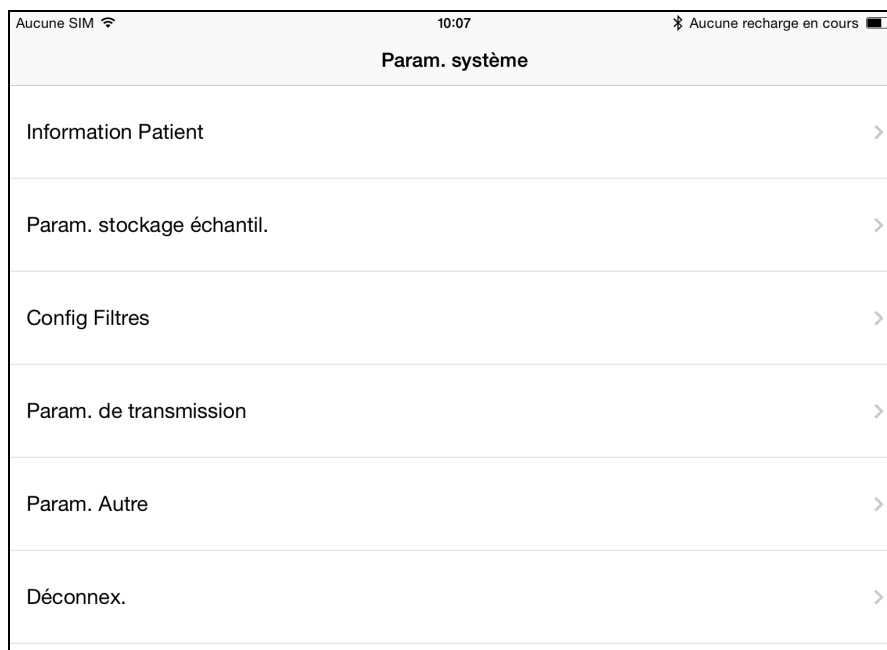 Aucune SIM 10:07 Aucune recharge en cours
Param. système
Information Patient
Param. stockage échantil.
Config Filtres
Param. de transmission
Param. Autre
Déconnex.